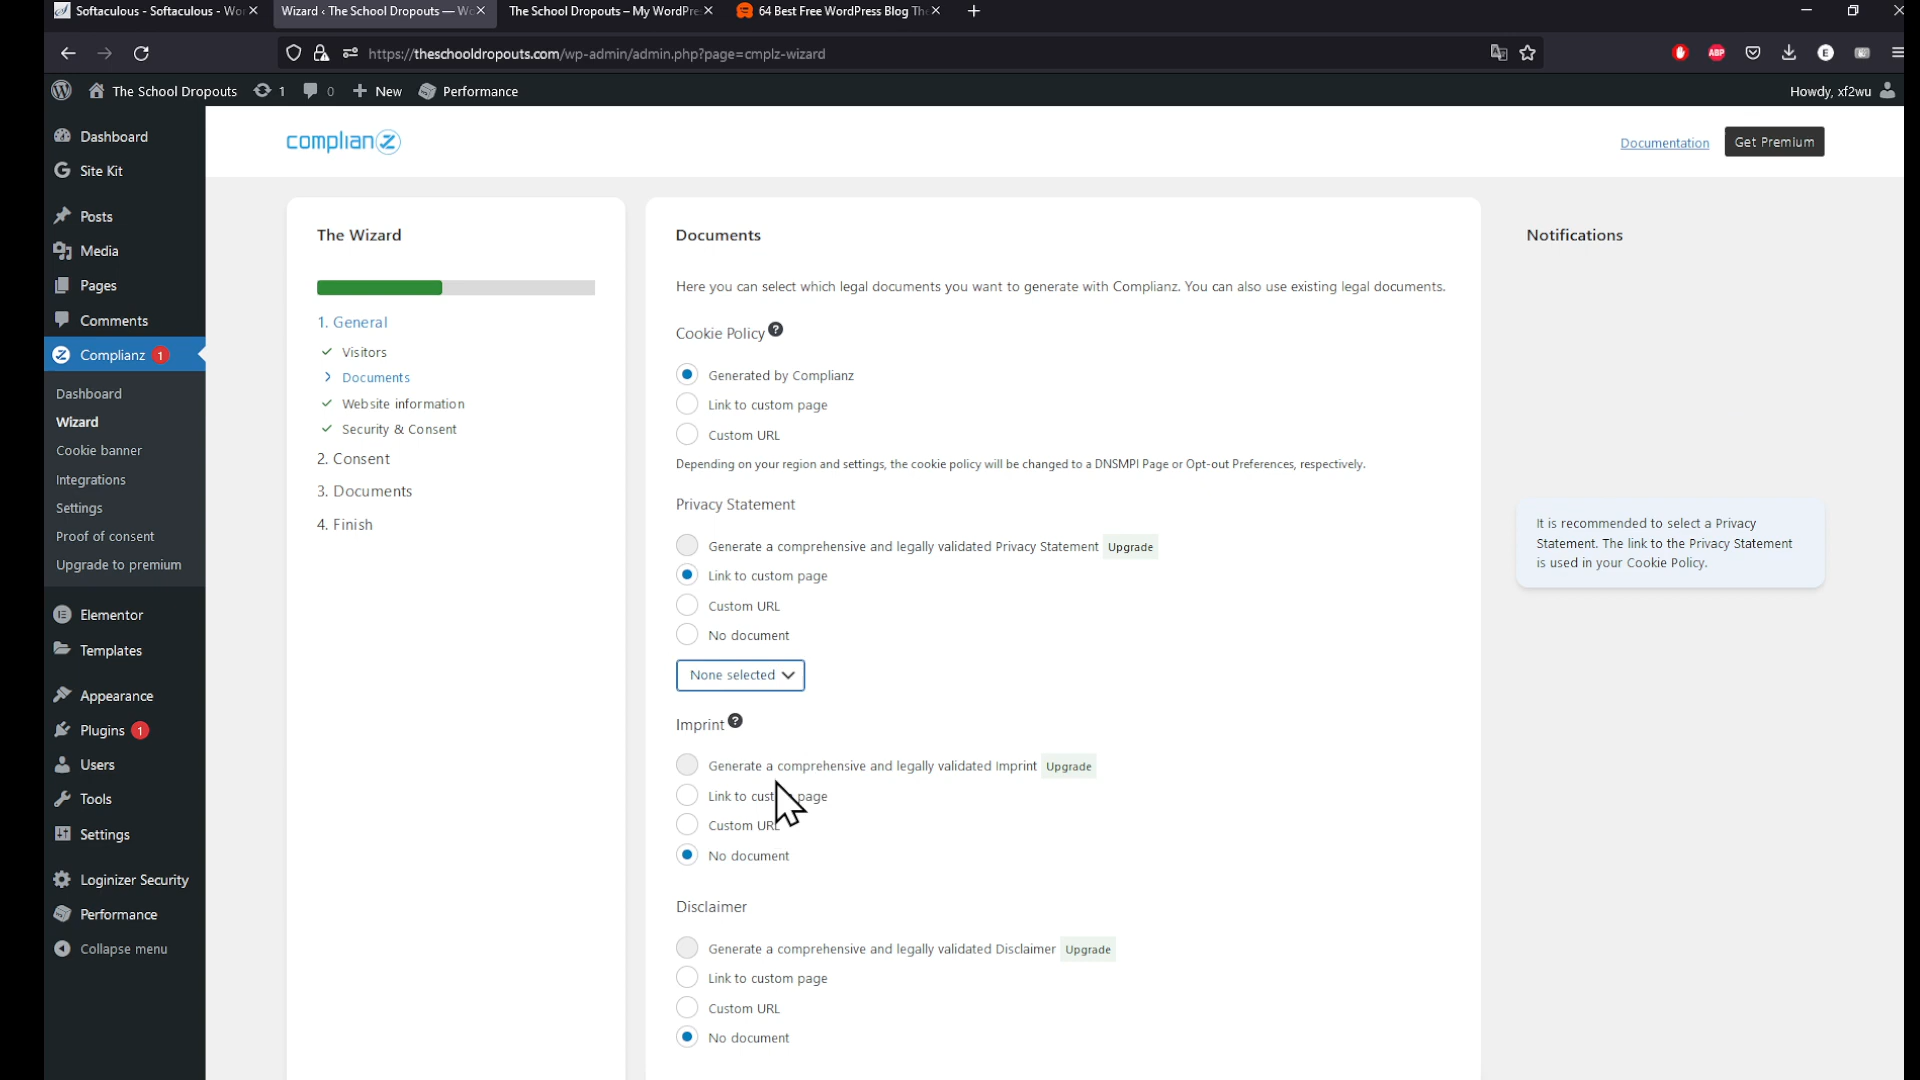 Softaculous - Softaculous - Wo
Wizard ‹ The School Dropouts — Wo
The School Dropouts – My WordPre
64 Best Free WordPress Blog The
https://theschooldropouts.com/wp-admin/admin.php?page=cmplz-wizard
ABP
E
The School Dropouts
1
0
New
Performance
Howdy, xf2wu
Dashboard
Site Kit
Posts
Media
Pages
Comments
Complianz 1
Dashboard
Wizard
Cookie banner
Integrations
Settings
Proof of consent
Upgrade to premium
Elementor
Templates
Appearance
Plugins 1
Users
Tools
Settings
Loginizer Security
Performance
Collapse menu
complianz
Documentation
Get Premium
The Wizard
1. General
Visitors
Documents
Website information
Security & Consent
2. Consent
3. Documents
4. Finish
Documents
Here you can select which legal documents you want to generate with Complianz. You can also use existing legal documents.
Cookie Policy ?
Generated by Complianz
Link to custom page
Custom URL
Depending on your region and settings, the cookie policy will be changed to a DNSMPI Page or Opt-out Preferences, respectively.
Privacy Statement
Generate a comprehensive and legally validated Privacy Statement Upgrade
Link to custom page
Custom URL
No document
None selected
Imprint ?
Generate a comprehensive and legally validated Imprint Upgrade
Link to cust page
Custom URL
No document
Disclaimer
Generate a comprehensive and legally validated Disclaimer Upgrade
Link to custom page
Custom URL
No document
Notifications
It is recommended to select a Privacy
Statement. The link to the Privacy Statement
is used in your Cookie Policy.